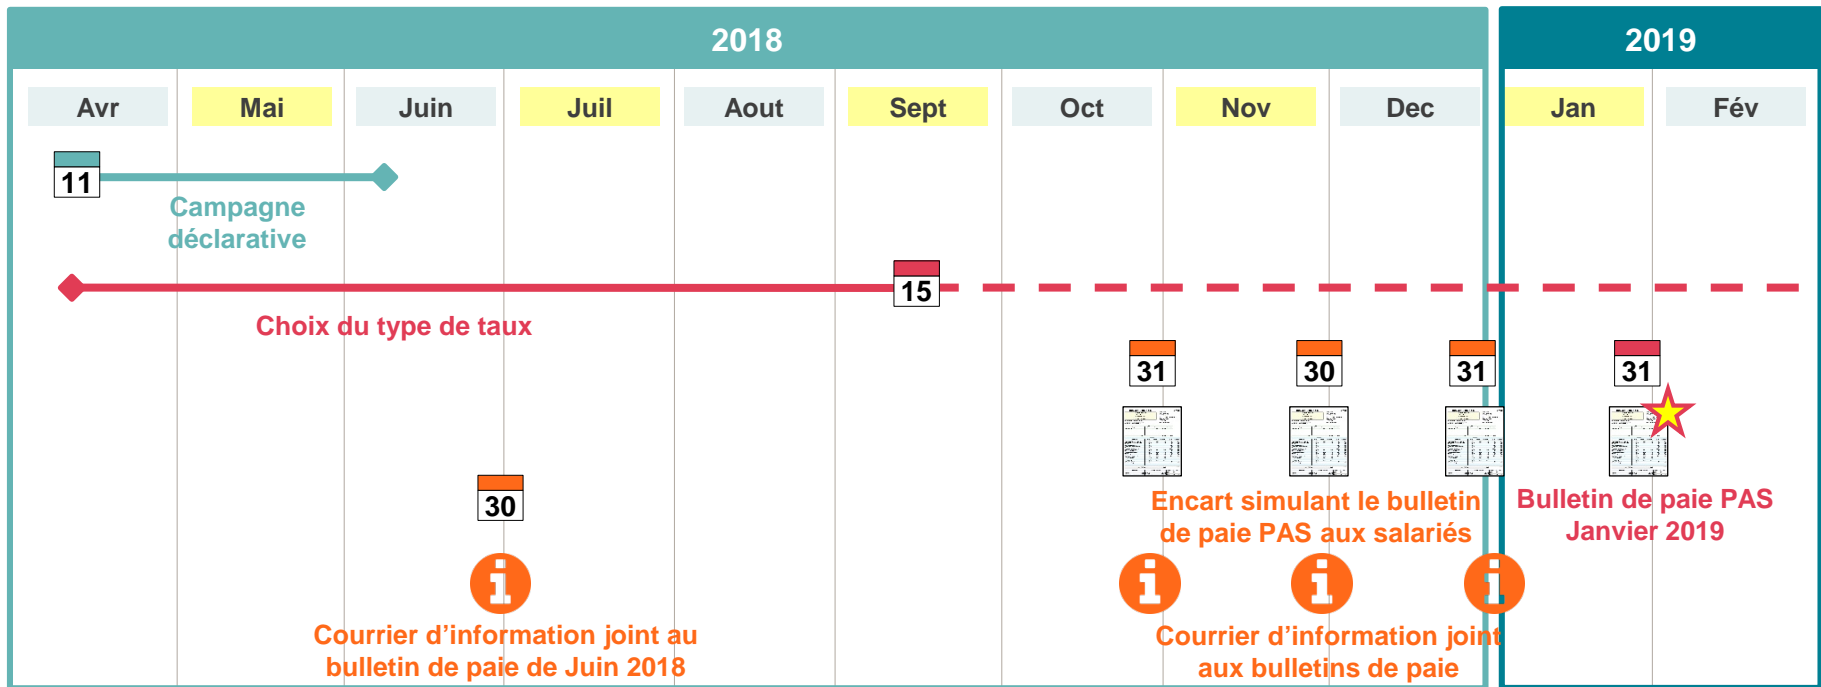 2018
2019
Avr
Mai
Juin
Juil
Aout
Sept
Oct
Nov
Dec
Jan
Fév
11
Campagne
déclarative
15
Choix du type de taux
31
30
31
31
30
Encart simulant le bulletin
de paie PAS aux salariés
Bulletin de paie PAS
Janvier 2019
Courrier d’information joint au
bulletin de paie de Juin 2018
Courrier d’information joint
aux bulletins de paie